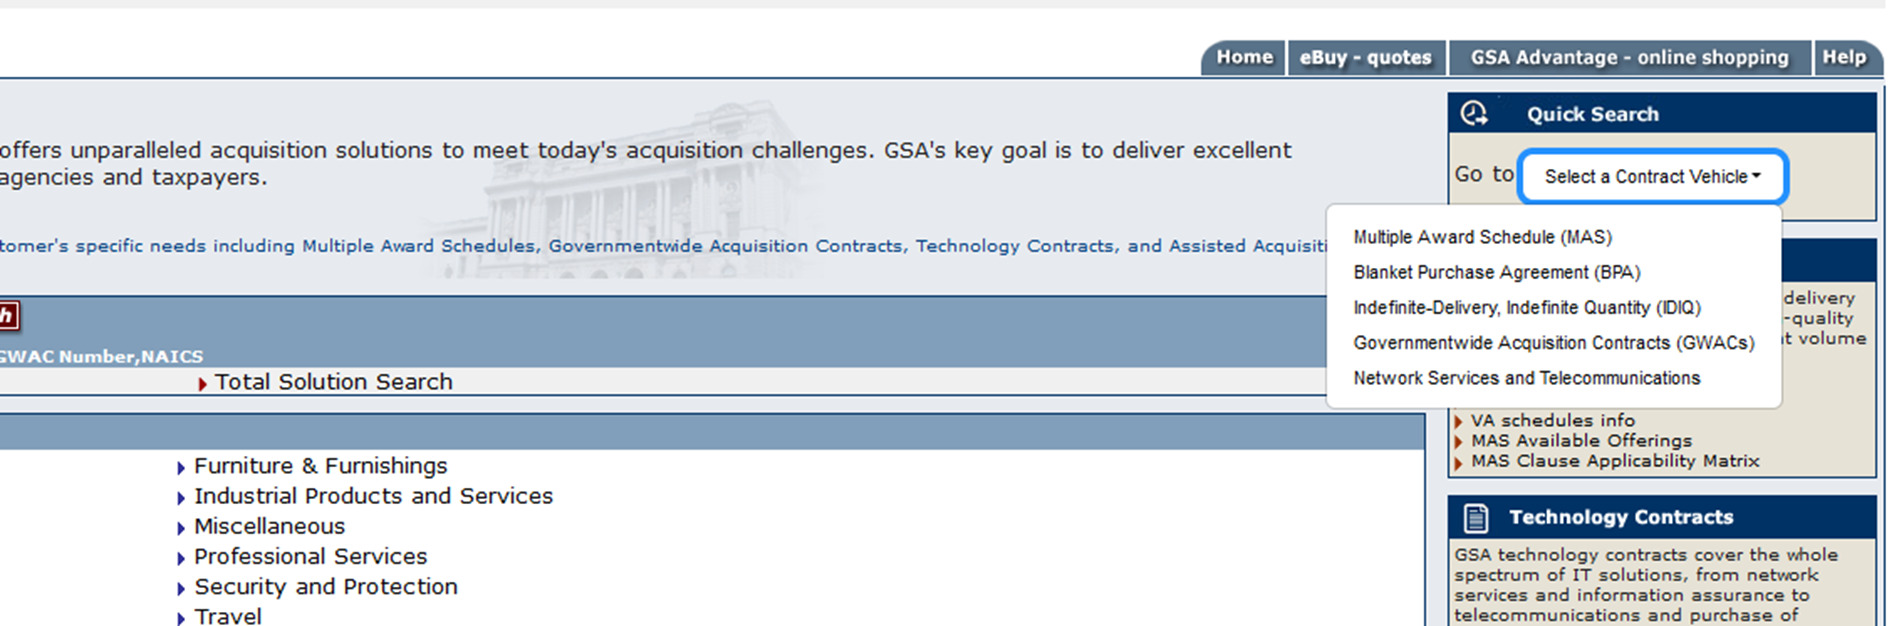 Home
eBuy - quotes
GSA Advantage - online shopping
Help
offers unparalleled acquisition solutions to meet today's acquisition challenges. GSA's key goal is to deliver excellent
agencies and taxpayers.
tomer's specific needs including Multiple Award Schedules, Governmentwide Acquisition Contracts, Technology Contracts, and Assisted Acquisiti
h
GWAC Number,NAICS
Total Solution Search
Furniture & Furnishings
Industrial Products and Services
Miscellaneous
Professional Services
Security and Protection
Travel
Quick Search
Go to
Select a Contract Vehicle
Multiple Award Schedule (MAS)
Blanket Purchase Agreement (BPA)
Indefinite-Delivery, Indefinite Quantity (IDIQ)
Governmentwide Acquisition Contracts (GWACs)
Network Services and Telecommunications
delivery
-quality
t volume
VA schedules info
MAS Available Offerings
MAS Clause Applicability Matrix
Technology Contracts
GSA technology contracts cover the whole
spectrum of IT solutions, from network
services and information assurance to
telecommunications and purchase of